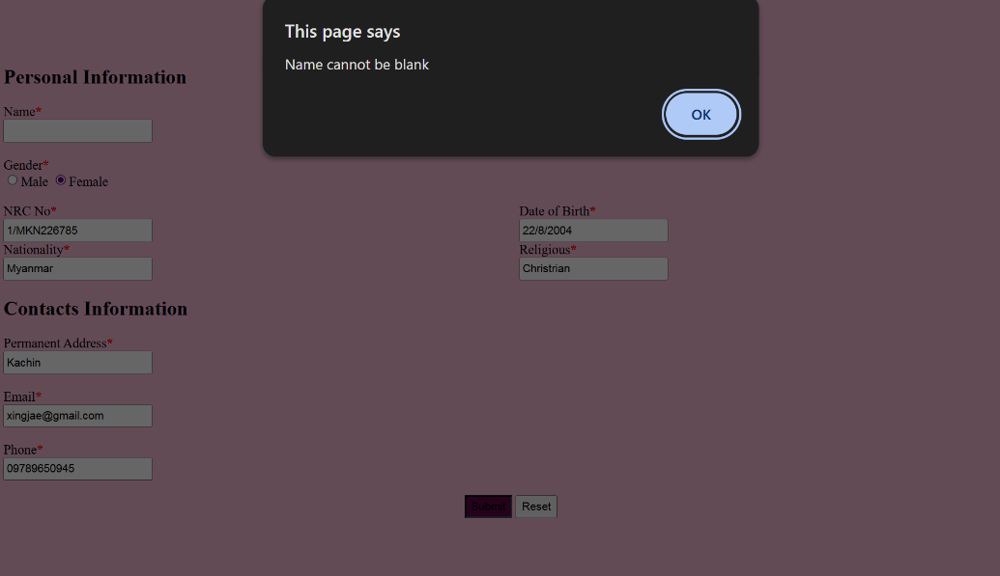 This page says
Name cannot be blank
OK
Personal Information
Name*
Gender*
Male Female
NRC No* Date of Birth*
1/MKN226785 22/8/2004
Nationality* Religious*
Myanmar Christrian
Contacts Information
Permanent Address*
Kachin
Email*
xingjae@gmail.com
Phone*
09789650945
Submit Reset